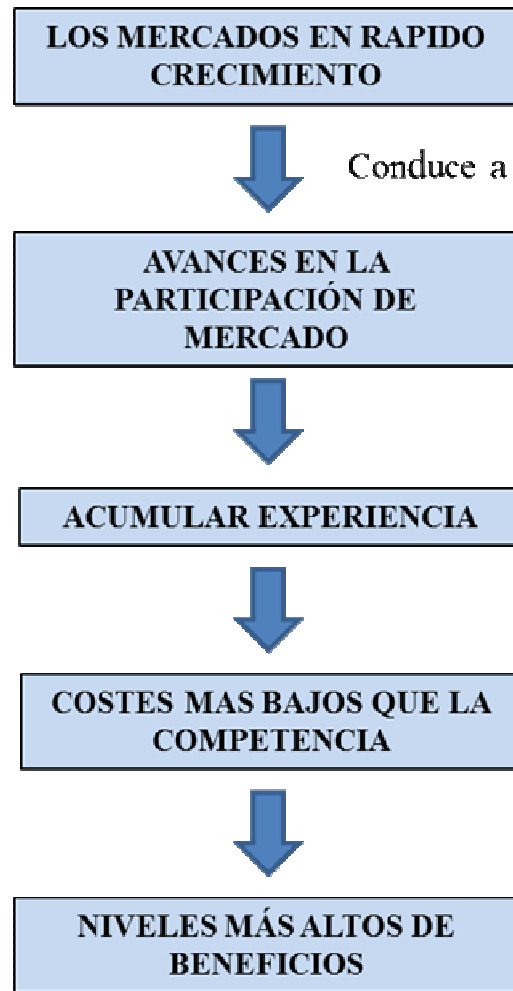 LOS MERCADOS EN RAPIDO
CRECIMIENTO
Conduce a
AVANCES EN LA
PARTICIPACIÓN DE
MERCADO
ACUMULAR EXPERIENCIA
COSTES MAS BAJOS QUE LA
COMPETENCIA
NIVELES MÁS ALTOS DE
BENEFICIOS